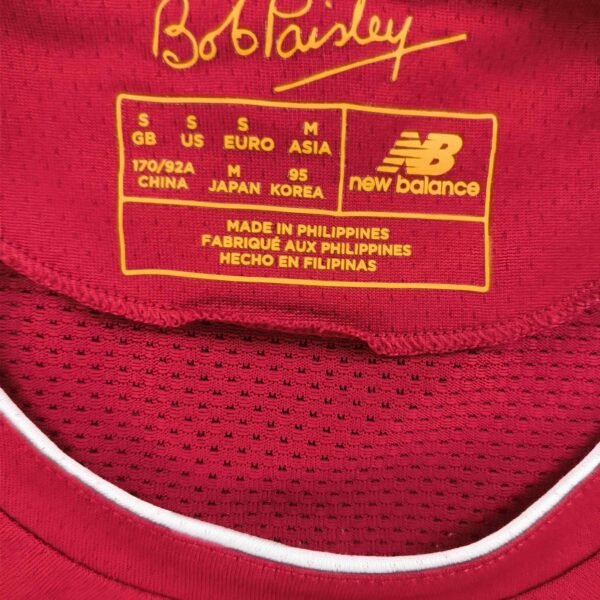 Bob Paisley
S GB S US S EURO M ASIA
170/92A CHINA M JAPAN 95 KOREA
NB
new balance
MADE IN PHILIPPINES
FABRIQUÉ AUX PHILIPPINES
HECHO EN FILIPINAS